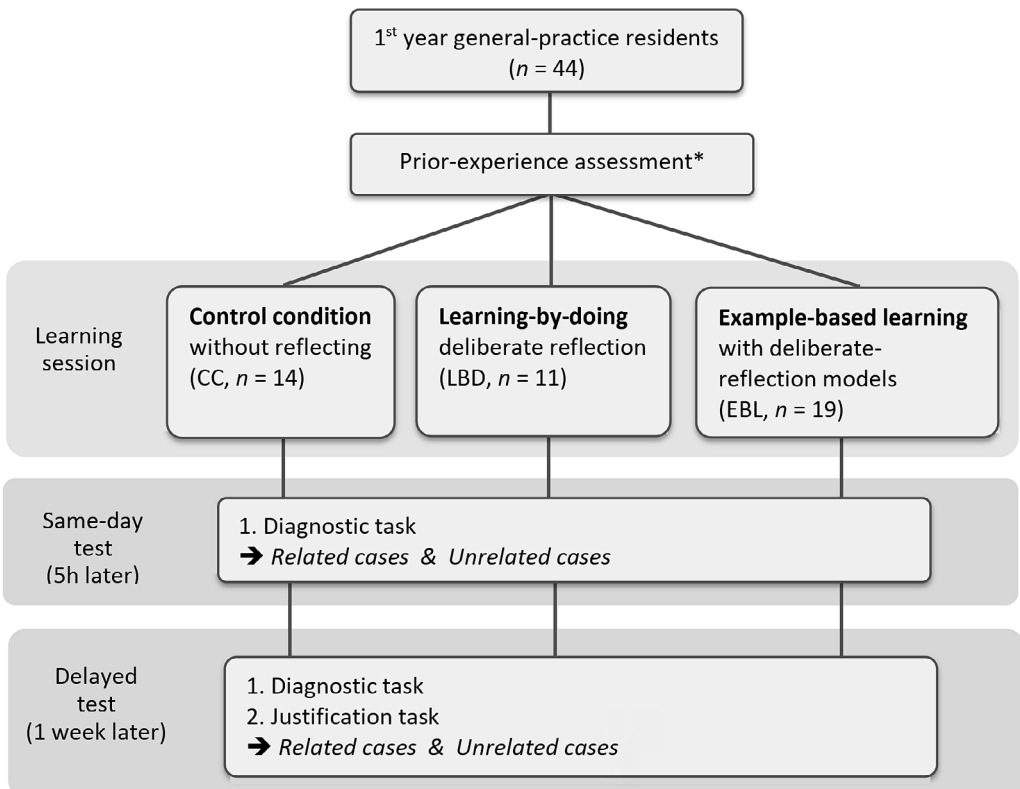 1st year general-practice residents
(n = 44)
Prior-experience assessment*
Learning
session
Control condition
without reflecting
(CC, n = 14)
Learning-by-doing
deliberate reflection
(LBD, n = 11)
Example-based learning
with deliberate-
reflection models
(EBL, n = 19)
Same-day
test
(5h later)
1. Diagnostic task
➔ Related cases & Unrelated cases
Delayed
test
(1 week later)
1. Diagnostic task
2. Justification task
➔ Related cases & Unrelated cases